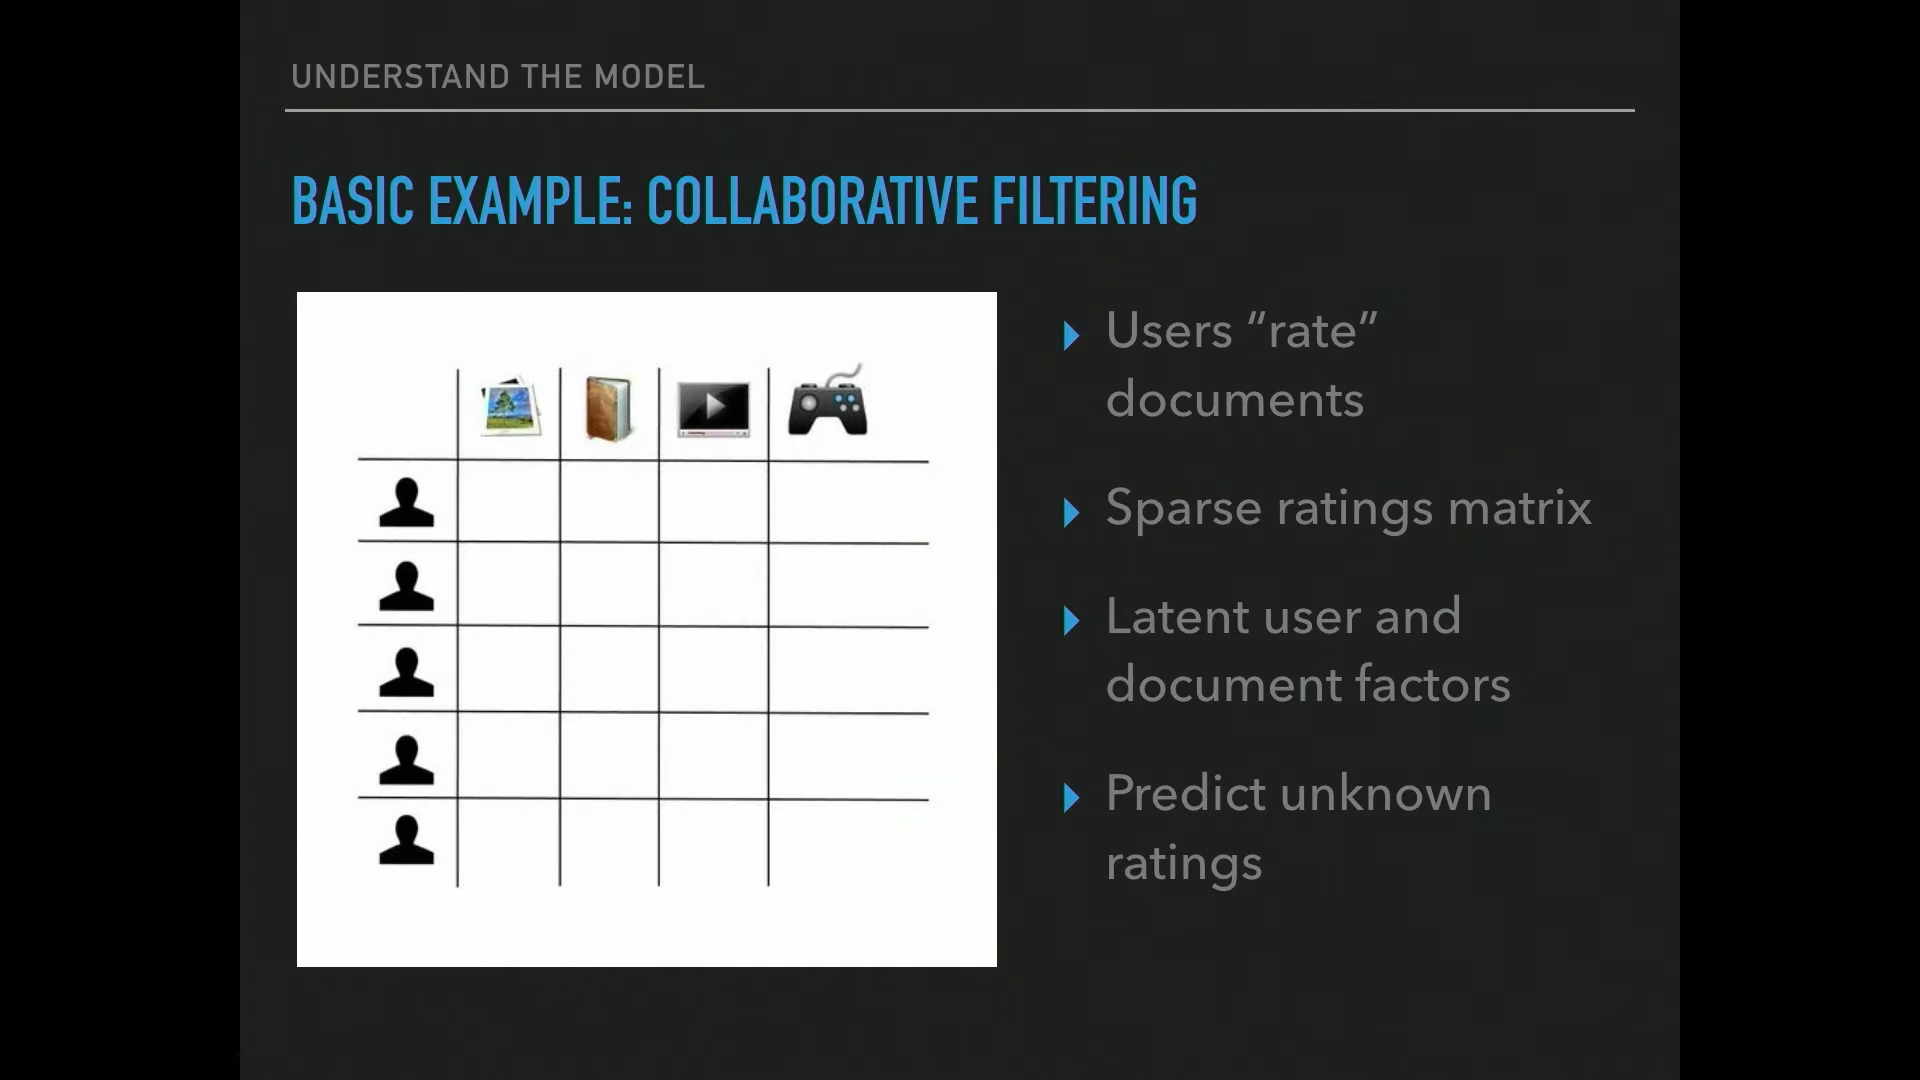 UNDERSTAND THE MODEL
BASIC EXAMPLE: COLLABORATIVE FILTERING
Users “rate”
documents
Sparse ratings matrix
Latent user and
document factors
Predict unknown
ratings